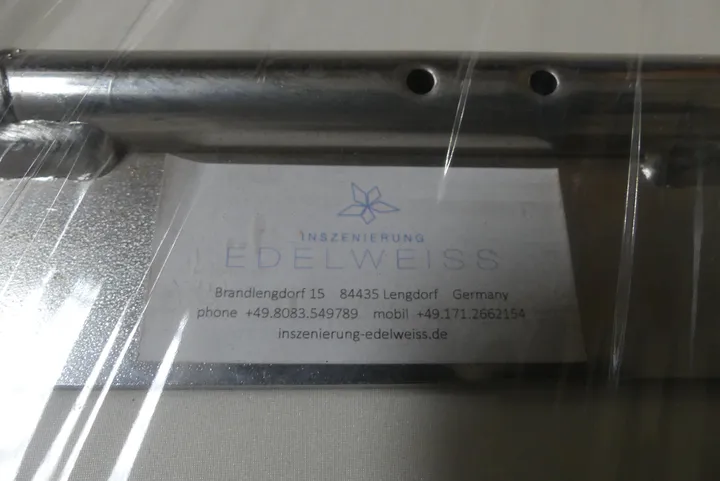 INSZENIERUNG
EDELWEISS
Brandlengdorf 15 84435 Lengdorf Germany
phone +49.8083.549789 mobil +49.171.2662154
inszenierung-edelweiss.de